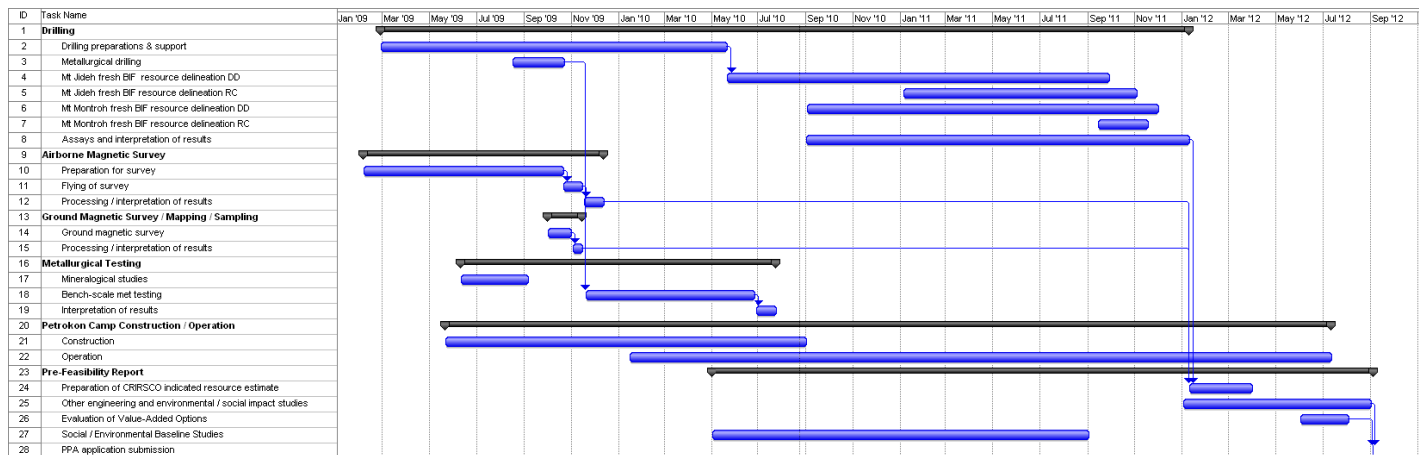 ID Task Name Jan '09 Mar '09 May '09 Jul '09 Sep '09 Nov '09 Jan '10 Mar '10 May '10 Jul '10 Sep '10 Nov '10 Jan '11 Mar '11 May '11 Jul '11 Sep '11 Nov '11 Jan '12 Mar '12 May '12 Jul '12 Sep '12
1 Drilling
2 Drilling preparations & support
3 Metallurgical drilling
4 Mt Jideh fresh BIF resource delineation DD
5 Mt Jideh fresh BIF resource delineation RC
6 Mt Montroh fresh BIF resource delineation DD
7 Mt Montroh fresh BIF resource delineation RC
8 Assays and interpretation of results
9 Airborne Magnetic Survey
10 Preparation for survey
11 Flying of survey
12 Processing / interpretation of results
13 Ground Magnetic Survey / Mapping / Sampling
14 Ground magnetic survey
15 Processing / interpretation of results
16 Metallurgical Testing
17 Mineralogical studies
18 Bench-scale met testing
19 Interpretation of results
20 Petrokon Camp Construction / Operation
21 Construction
22 Operation
23 Pre-Feasibility Report
24 Preparation of CRIRSCO indicated resource estimate
25 Other engineering and environmental / social impact studies
26 Evaluation of Value-Added Options
27 Social / Environmental Baseline Studies
28 PPA application submission